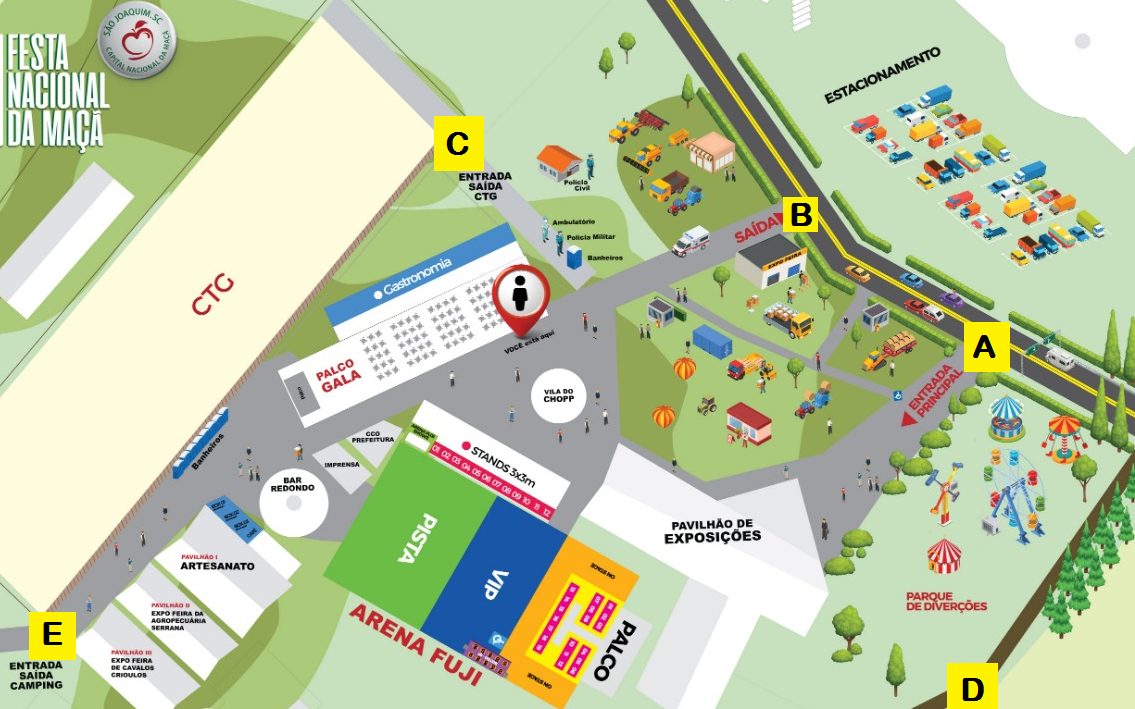 SÃO JOAQUIM.SC
CAPITAL NACIONAL DA MAÇÃ
FESTA
NACIONAL
DA MAÇÃ
ESTACIONAMENTO
C
ENTRADA
SAÍDA
CTG
Polícia
Civil
Ambulatório
Polícia Militar
Banheiros
SAÍDA
B
EXPO FEIRA
CTG
Gastronomia
VOCÊ está aqui
PALCO
GALA
VILA DO
CHOPP
A
ENTRADA
PRINCIPAL
Banheiros
CCO
PREFEITURA
IMPRENSA
BAR
REDONDO
STANDS 3x3m
01 02 03 04 05 06 07 08 09 10 11 12
PISTA
VIP
PAVILHÃO DE
EXPOSIÇÕES
ON STAGE
PALCO
ON STAGE
ARENA FUJI
PAVILHÃO I
ARTESANATO
PAVILHÃO II
EXPO FEIRA DA
AGROPECUÁRIA
SERRANA
PAVILHÃO III
EXPO FEIRA
DE CAVALOS
CRIOULOS
PARQUE
DE DIVERÇÕES
E
ENTRADA
SAÍDA
CAMPING
D